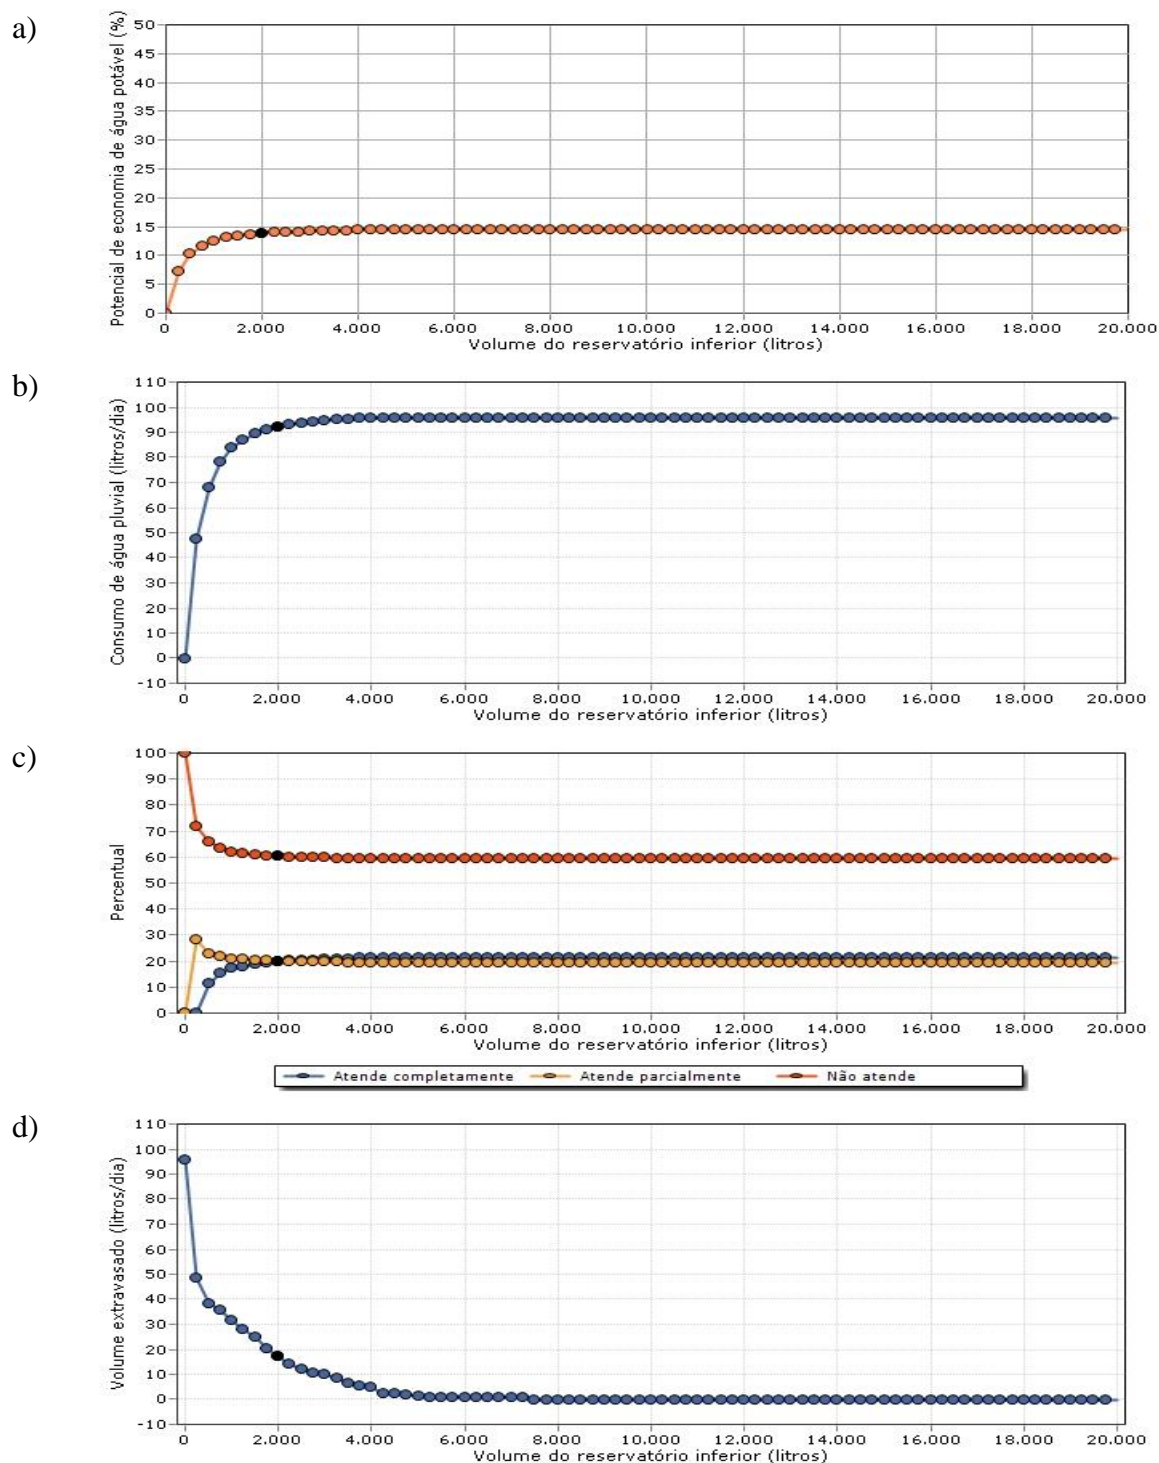 a)
Potencial de economia de água potável (%)
50
45
40
35
30
25
20
15
10
5
0
0 2.000 4.000 6.000 8.000 10.000 12.000 14.000 16.000 18.000 20.000
Volume do reservatório inferior (litros)
b)
Consumo de água pluvial (litros/dia)
110
100
90
80
70
60
50
40
30
20
10
0
-10
0 2.000 4.000 6.000 8.000 10.000 12.000 14.000 16.000 18.000 20.000
Volume do reservatório inferior (litros)
c)
Percentual
100
90
80
70
60
50
40
30
20
10
0
0 2.000 4.000 6.000 8.000 10.000 12.000 14.000 16.000 18.000 20.000
Volume do reservatório inferior (litros)
Atende completamente Atende parcialmente Não atende
d)
Volume extravasado (litros/dia)
110
100
90
80
70
60
50
40
30
20
10
0
-10
0 2.000 4.000 6.000 8.000 10.000 12.000 14.000 16.000 18.000 20.000
Volume do reservatório inferior (litros)